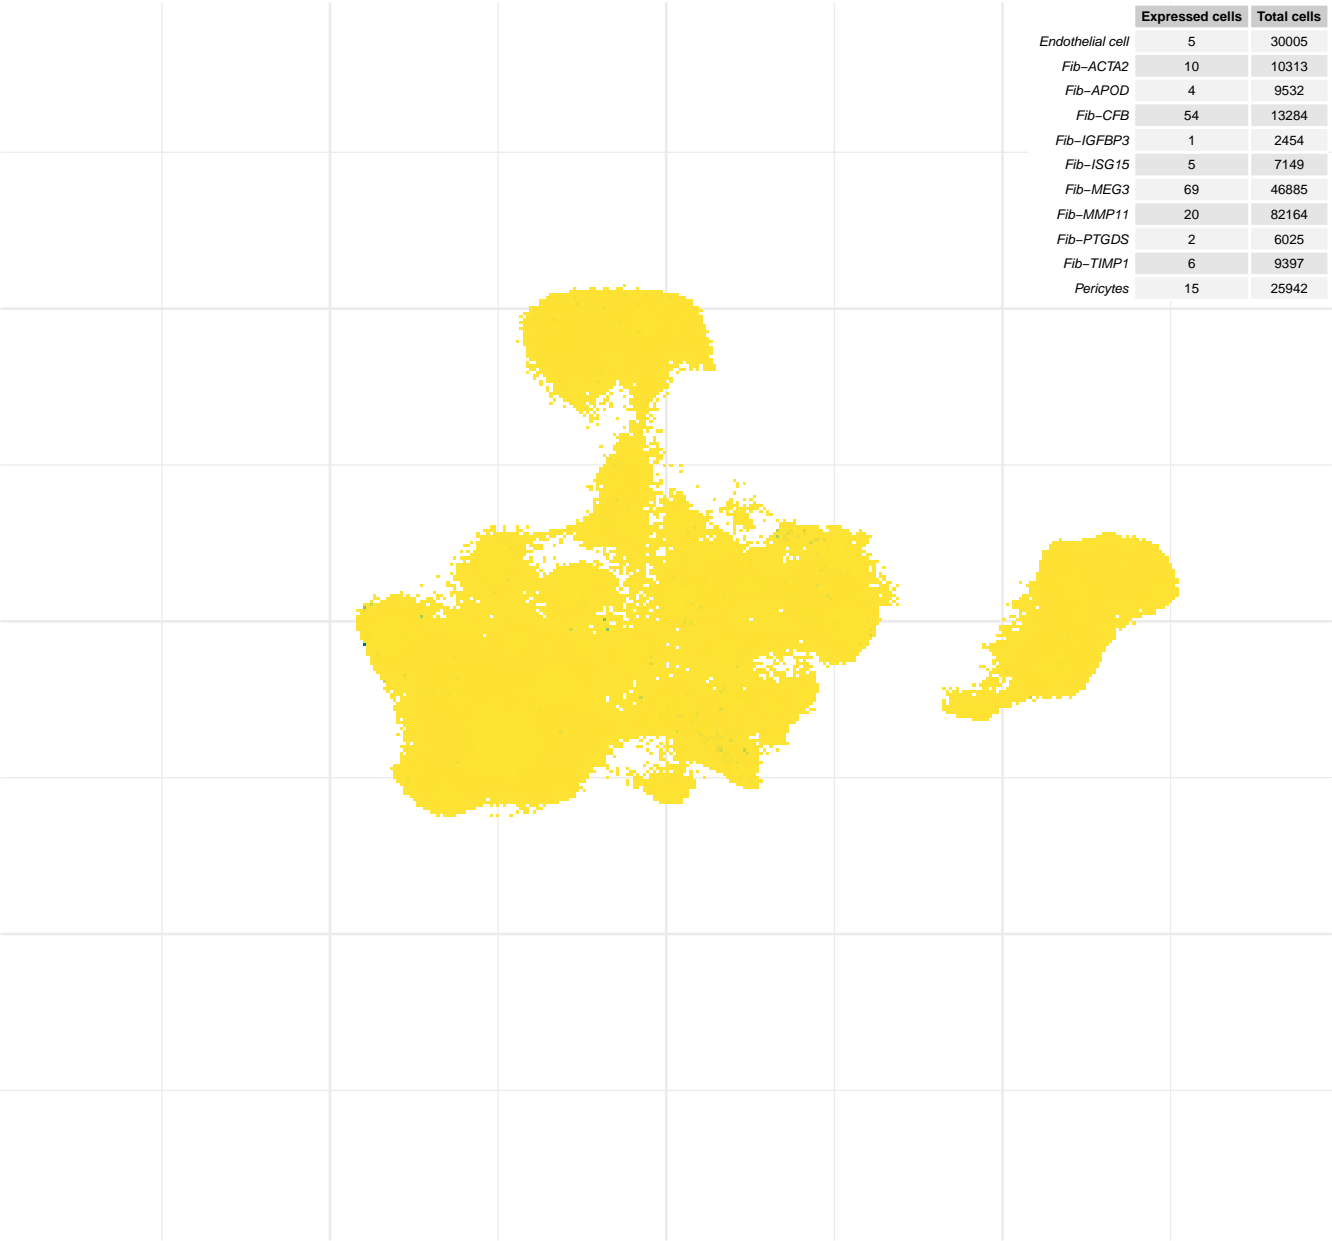 Expressed cells Total cells
Endothelial cell 5 30005
Fib−ACTA2 10 10313
Fib−APOD 4 9532
Fib−CFB 54 13284
Fib−IGFBP3 1 2454
Fib−ISG15 5 7149
Fib−MEG3 69 46885
Fib−MMP11 20 82164
Fib−PTGDS 2 6025
Fib−TIMP1 6 9397
Pericytes 15 25942